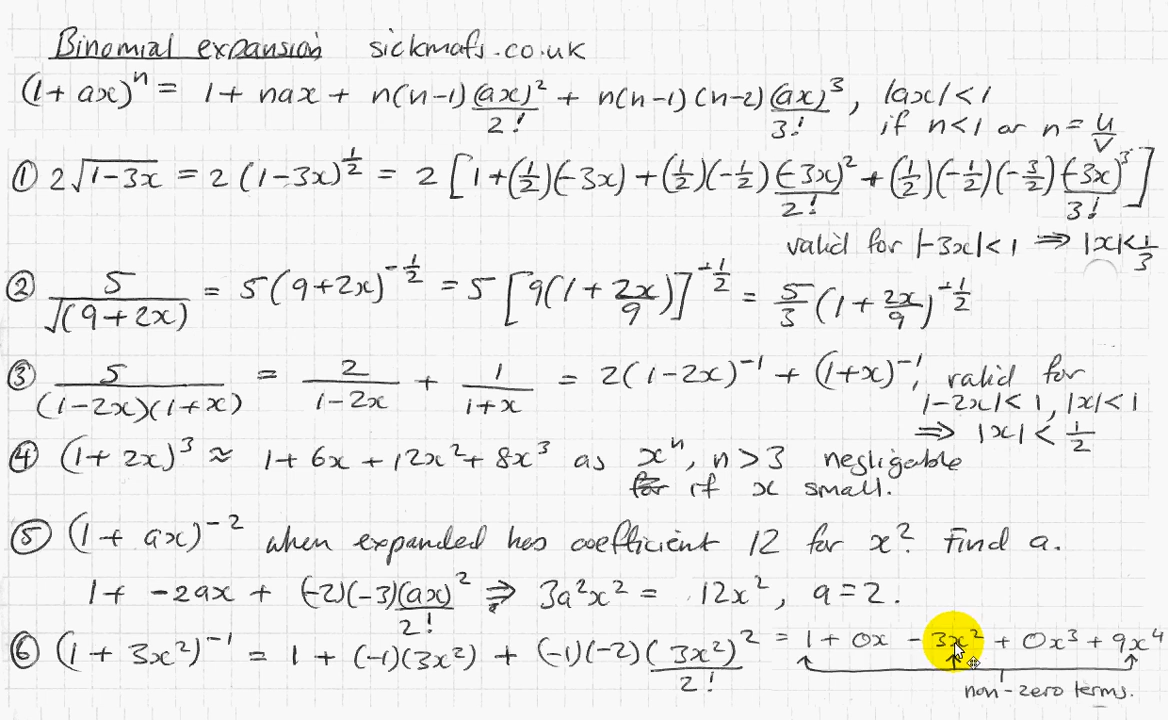 Binomial expansion sickmafs.co.uk
(1+ax)ⁿ = 1 + nax + n(n-1)(ax)²/2! + n(n-1)(n-2)(ax)³/3!, |ax|<1
if n<1 or n = u/v
① 2√1-3x = 2(1-3x)^½ = 2[1+(½)(-3x)+(½)(-½)(-3x)²/2! + (½)(-½)(-3/2)(-3x)³/3!]
valid for |-3x|<1 ⇒ |x|<1/3
② 5/√(9+2x) = 5(9+2x)^-½ = 5[9(1+2x/9)]^-½ = 5/3(1+2x/9)^-½
③ 5/(1-2x)(1+x) = 2/1-2x + 1/1+x = 2(1-2x)⁻¹ + (1+x)⁻¹, valid for
|-2x|<1, |x|<1
⇒ |x| < 1/2
④ (1+2x)³ ≈ 1+6x+12x²+8x³ as xⁿ, n>3 negligable
for if x small.
⑤ (1+ax)⁻² when expanded has coefficient 12 for x². Find a.
1+ -2ax + (-2)(-3)(ax)²/2! ⇒ 3a²x² = 12x², a=2.
⑥ (1+3x²)⁻¹ = 1 + (-1)(3x²) + (-1)(-2)(3x²)²/2! = 1 + 0x - 3x² + 0x³ + 9x⁴
non-zero terms.